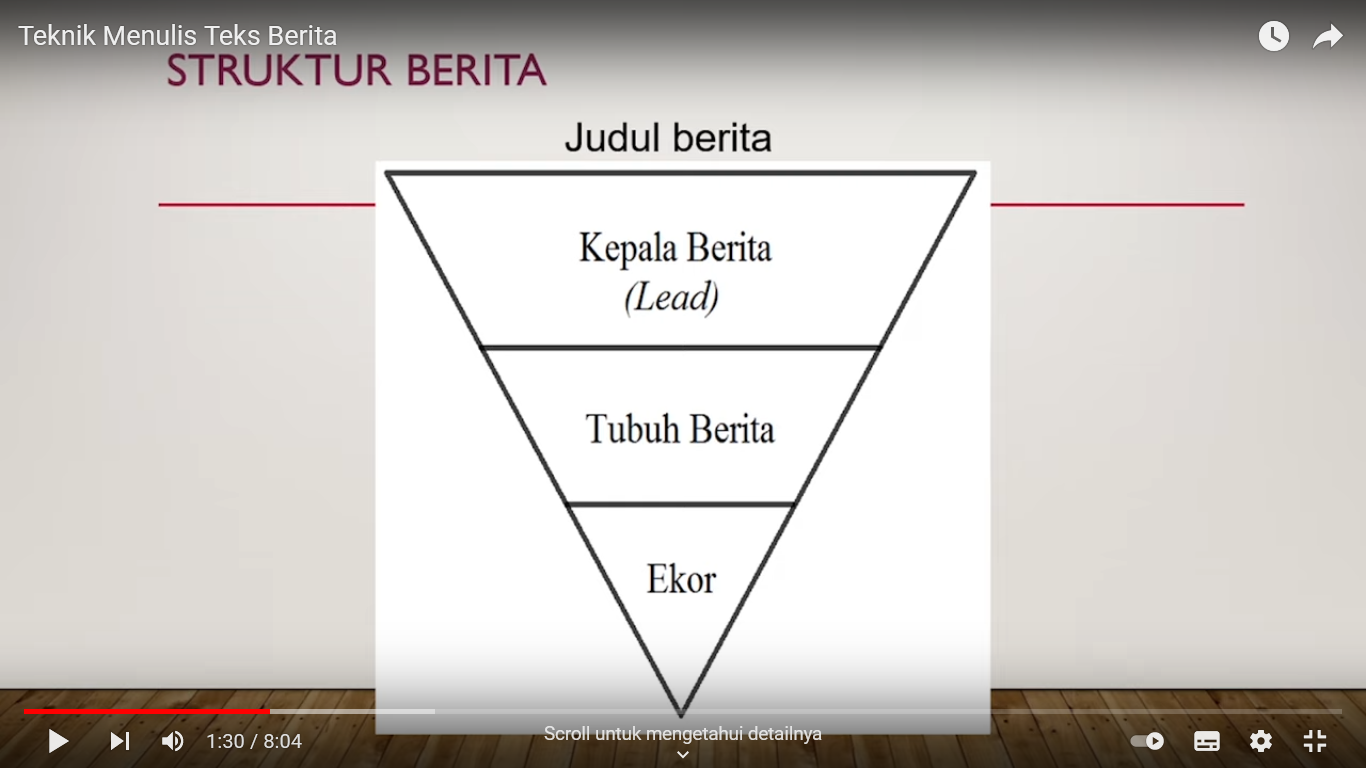 Teknik Menulis Teks Berita
STRUKTUR BERITA
Judul berita
Kepala Berita
(Lead)
Tubuh Berita
Ekor
Scroll untuk mengetahui detailnya
1:30 / 8:04